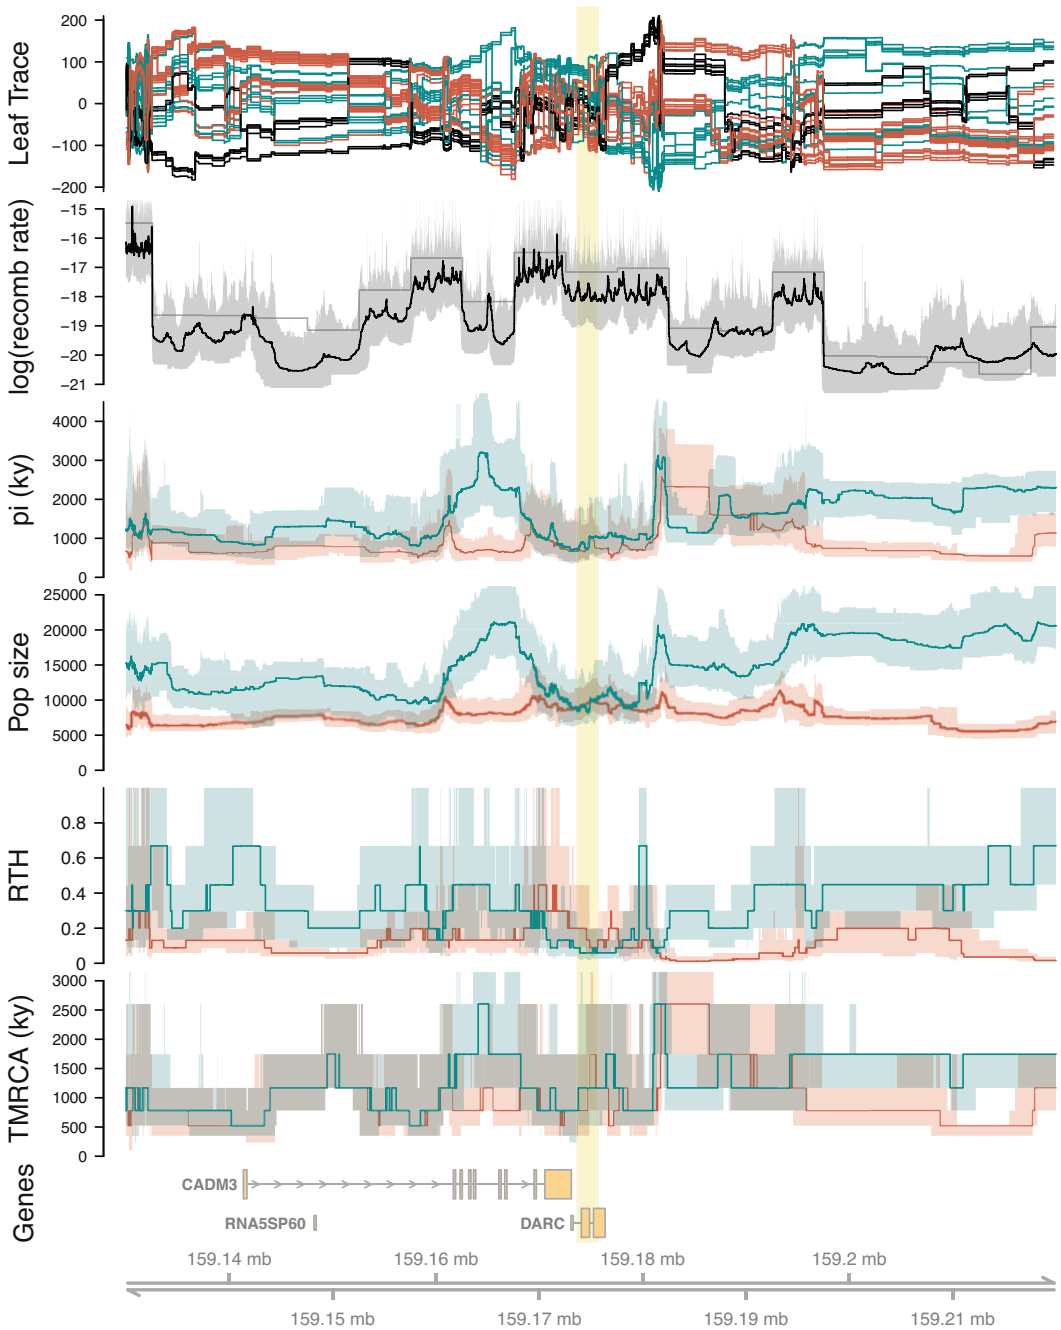 Leaf Trace
200
100
0
−100
−200
log(recomb rate)
−15
−16
−17
−18
−19
−20
−21
pi (ky)
4000
3000
2000
1000
0
Pop size
25000
20000
15000
10000
5000
0
RTH
0.8
0.6
0.4
0.2
0
TMRCA (ky)
3000
2500
2000
1500
1000
500
0
Genes
CADM3
RNA5SP60
DARC
159.14 mb
159.16 mb
159.18 mb
159.2 mb
159.15 mb
159.17 mb
159.19 mb
159.21 mb